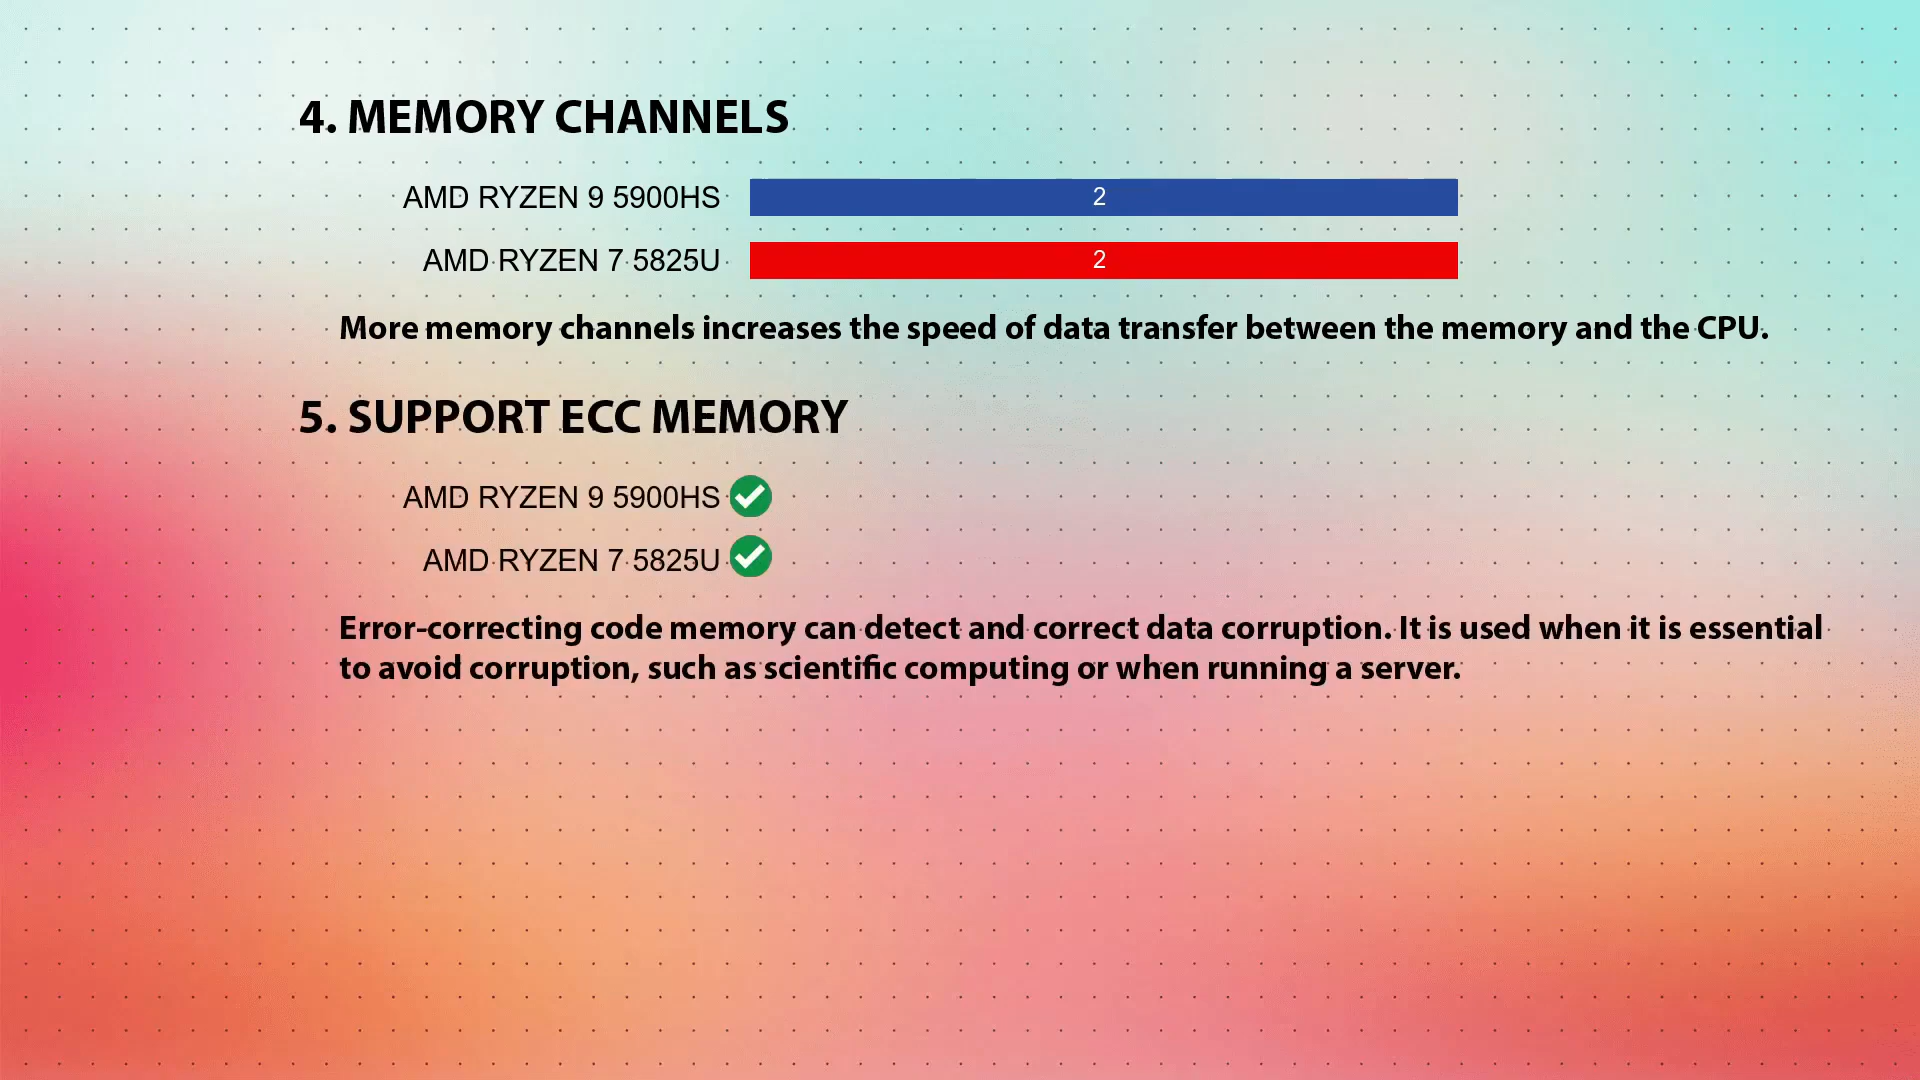 4. MEMORY CHANNELS
AMD RYZEN 9 5900HS 2
AMD RYZEN 7 5825U 2
More memory channels increases the speed of data transfer between the memory and the CPU.
5. SUPPORT ECC MEMORY
AMD RYZEN 9 5900HS
AMD RYZEN 7 5825U
Error-correcting code memory can detect and correct data corruption. It is used when it is essential
to avoid corruption, such as scientific computing or when running a server.